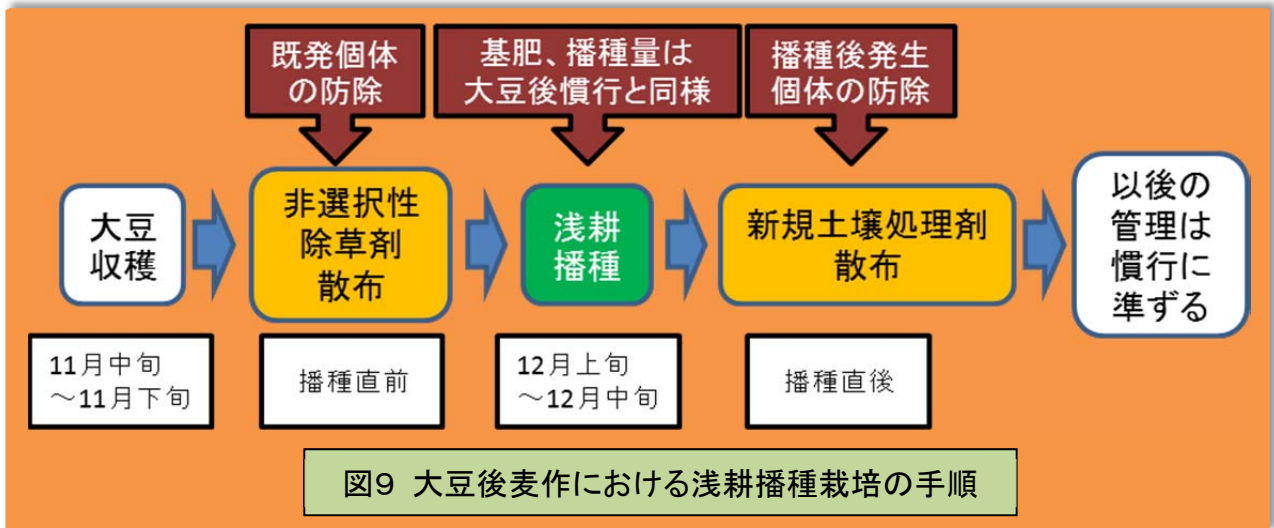 既発個体
の防除
基肥、播種量は
大豆後慣行と同様
播種後発生
個体の防除
大豆
収穫
非選択性
除草剤
散布
浅耕
播種
新規土壌処理剤
散布
以後の
管理は
慣行に
準ずる
11月中旬
～11月下旬
播種直前
12月上旬
～12月中旬
播種直後
図9 大豆後麦作における浅耕播種栽培の手順